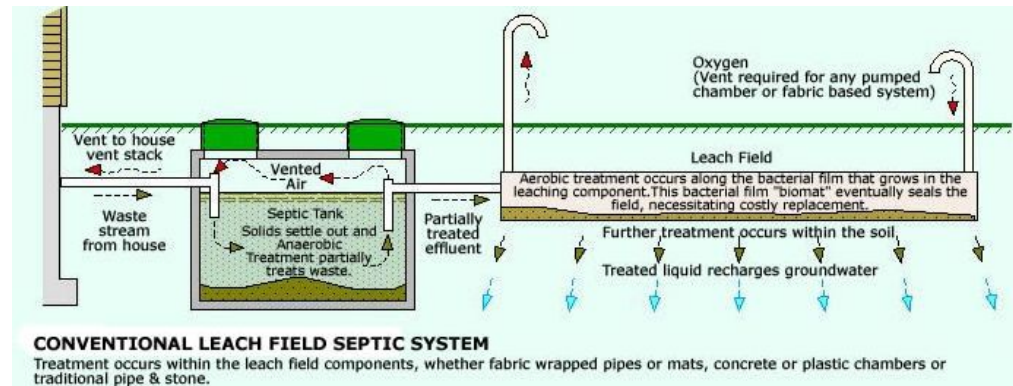 Oxygen
(Vent required for any pumped
chamber or fabric based system)
Vent to house
vent stack
Vented
Air
Leach Field
Aerobic treatment occurs along the bacterial film that grows in the
leaching component.This bacterial film "biomat" eventually seals the
field, necessitating costly replacement.
Waste
stream
from house
Septic Tank
Solids settle out and
Anaerobic
Treatment partially
treats waste.
Partially
treated
effluent
Further treatment occurs within the soil
Treated liquid recharges groundwater
CONVENTIONAL LEACH FIELD SEPTIC SYSTEM
Treatment occurs within the leach field components, whether fabric wrapped pipes or mats, concrete or plastic chambers or
traditional pipe & stone.